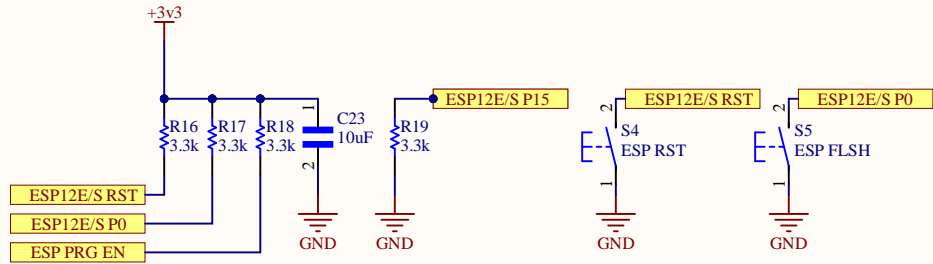 +3v3
R16
3.3k
R17
3.3k
R18
3.3k
1
C23
10uF
2
ESP12E/S RST
ESP12E/S P0
ESP PRG EN
GND
ESP12E/S P15
R19
3.3k
GND
ESP12E/S RST
2
S4
ESP RST
1
GND
ESP12E/S P0
2
S5
ESP FLSH
1
GND